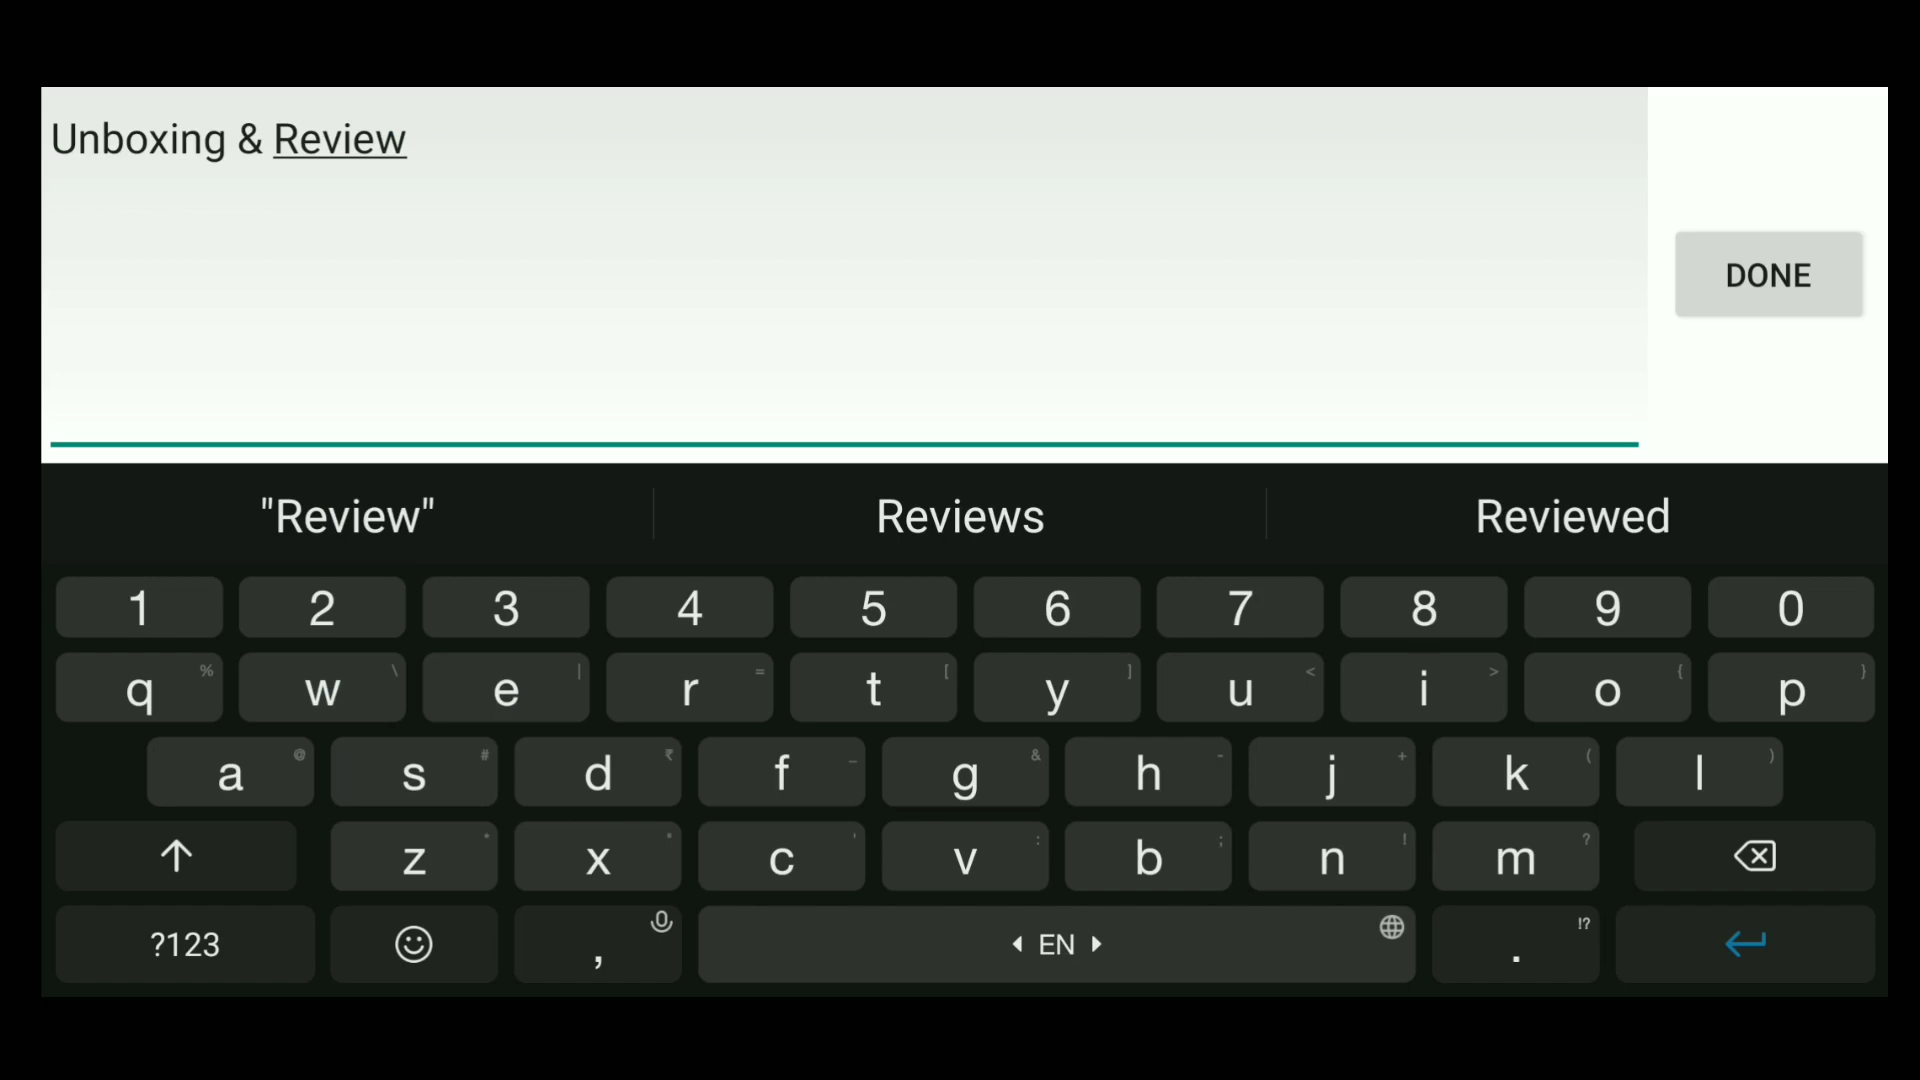 Unboxing & Review
DONE
"Review" Reviews Reviewed
1 2 3 4 5 6 7 8 9 0
q % w \ e | r = t [ y ] u < i > o { p }
a @ s # d ₹ f _ g & h - j + k ( l )
z * x " c ' v : b ; n ! m ?
?123 , EN . !?